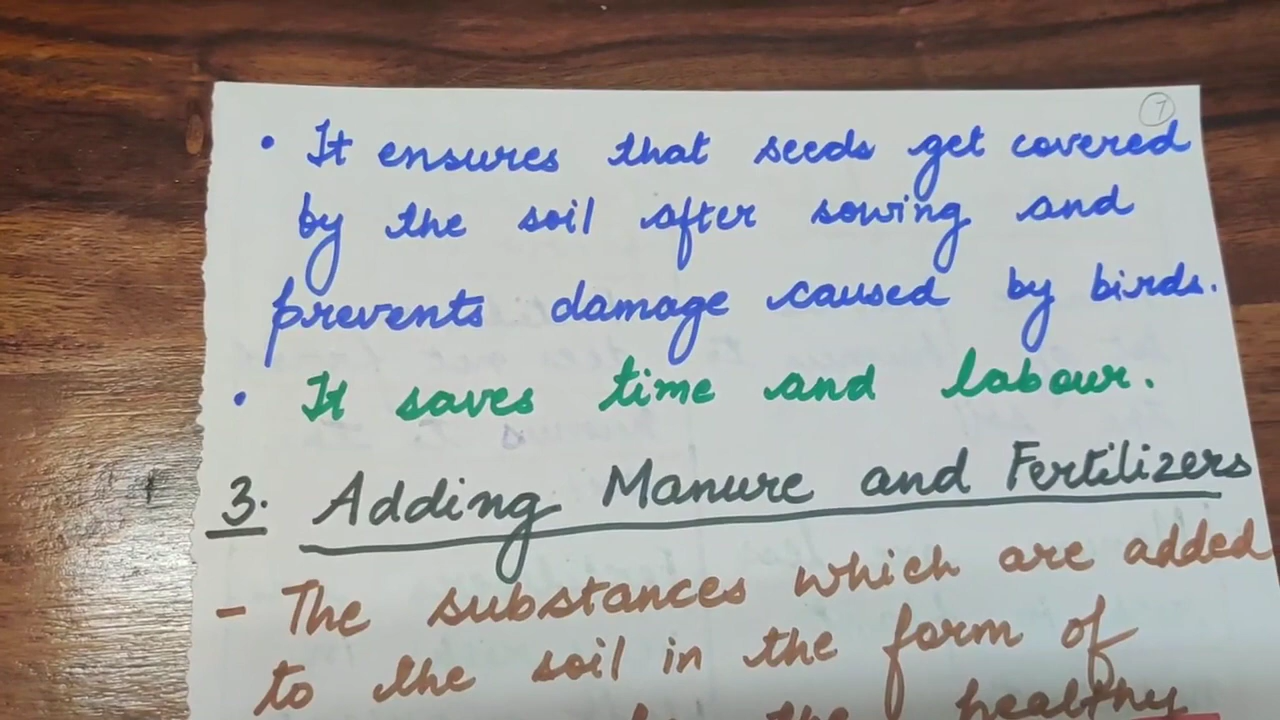 7
• It ensures that seeds get covered
by the soil after sowing and
prevents damage caused by birds.
• It saves time and labour.
3. Adding Manure and Fertilizers
- The substances which are added
to the soil in the form of
the healthy